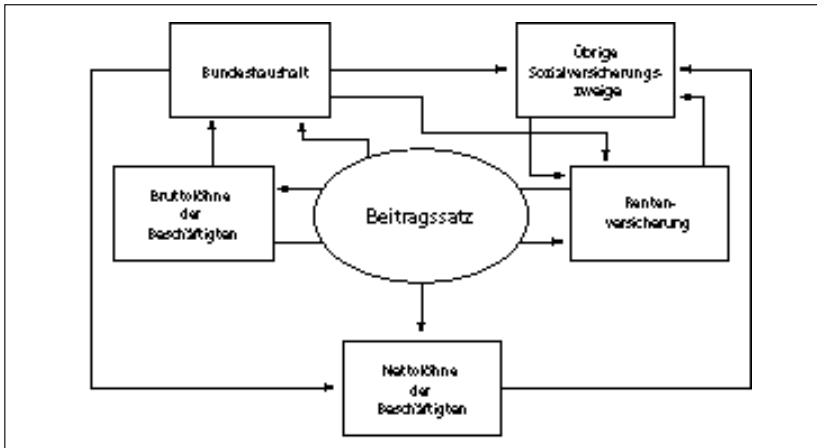 Bundeshaushalt
Übrige
Sozialversicherungs-
zweige
Bruttolöhne
der
Beschäftigten
Beitragssatz
Renten-
versicherung
Nettolöhne
der
Beschäftigten